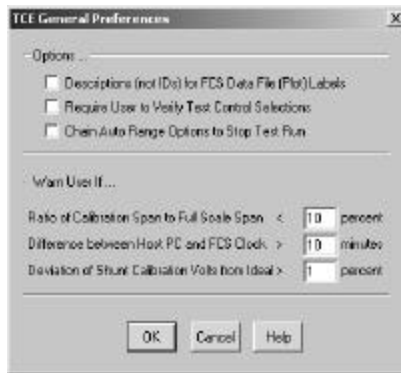 TCE General Preferences
Options ...
Descriptions (not IDs) for FCS Data File (Plot) Labels
Require User to Verify Test Control Selections
Chain Auto Range Options to Stop Test Run
Warn User If ...
Ratio of Calibration Span to Full Scale Span < 10 percent
Difference between Host PC and FCS Clock > 10 minutes
Deviation of Shunt Calibration Volts from Ideal > 1 percent
OK Cancel Help